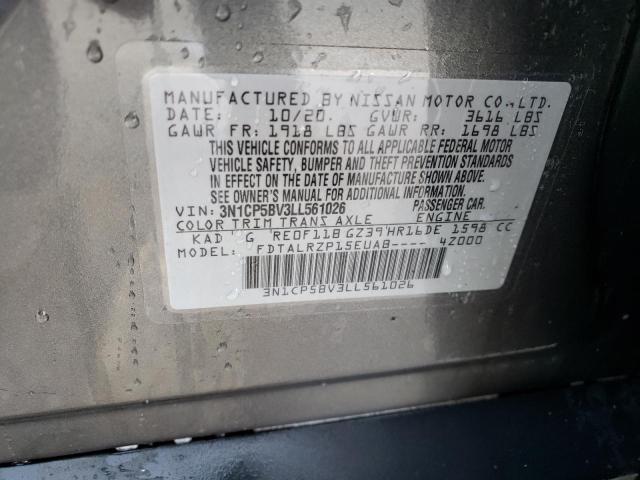 MANUFACTURED BY NISSAN MOTOR CO.,LTD.
DATE: 10/20. GVWR: 3616 LBS
GAWR FR: 1918 LBS GAWR RR: 1698 LBS
THIS VEHICLE CONFORMS TO ALL APPLICABLE FEDERAL MOTOR
VEHICLE SAFETY, BUMPER AND THEFT PREVENTION STANDARDS
IN EFFECT ON THE DATE OF MANUFACTURE SHOWN ABOVE.
SEE OWNER'S MANUAL FOR ADDITIONAL INFORMATION.
VIN: 3N1CP5BV3LL561026 PASSENGER CAR.
COLOR TRIM TRANS AXLE ENGINE
KAD G RE0F11B GZ39 HR16DE 1598 CC
MODEL: FDTALRZP15EUAB---- 4Z000
3N1CP5BV3LL561026